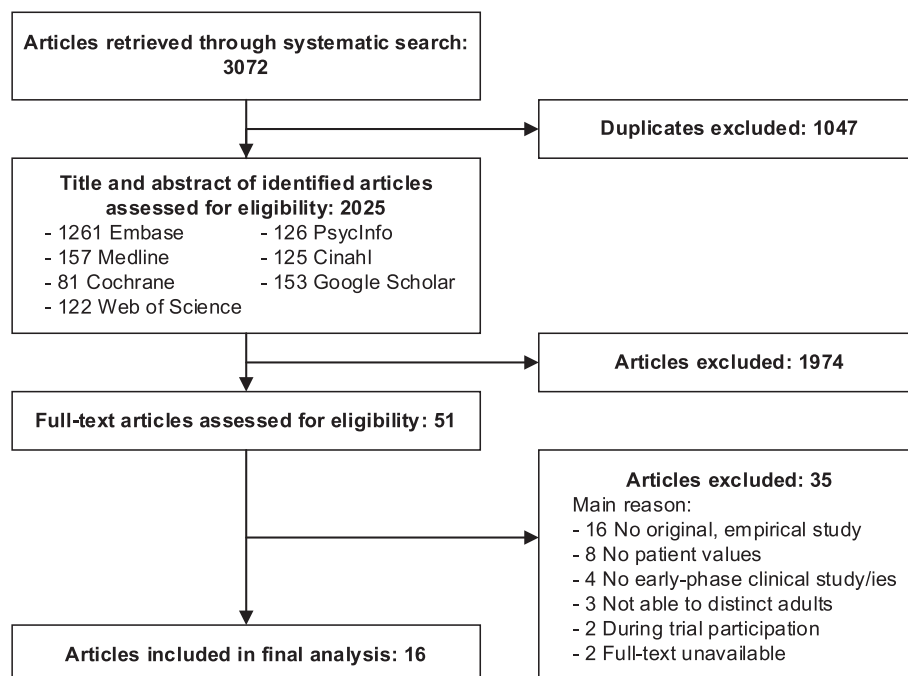 Articles retrieved through systematic search:
3072
Duplicates excluded: 1047
Title and abstract of identified articles
assessed for eligibility: 2025
- 1261 Embase
- 157 Medline
- 81 Cochrane
- 122 Web of Science
- 126 PsycInfo
- 125 Cinahl
- 153 Google Scholar
Articles excluded: 1974
Full-text articles assessed for eligibility: 51
Articles excluded: 35
Main reason:
- 16 No original, empirical study
- 8 No patient values
- 4 No early-phase clinical study/ies
- 3 Not able to distinct adults
- 2 During trial participation
- 2 Full-text unavailable
Articles included in final analysis: 16